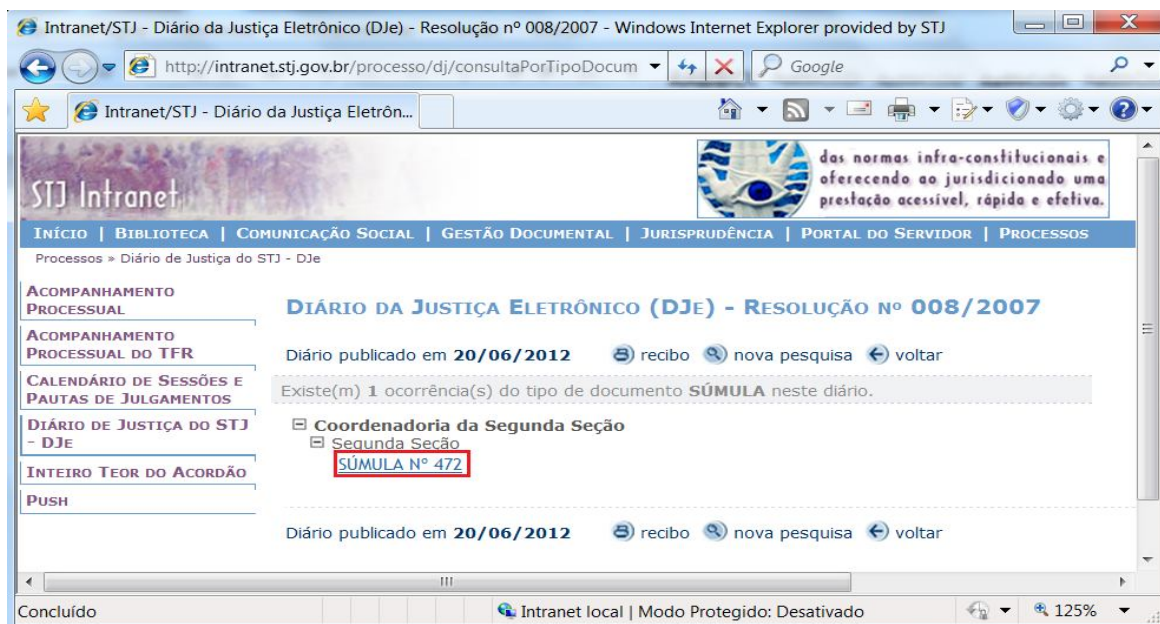 Intranet/STJ - Diário da Justiça Eletrônico (DJe) - Resolução nº 008/2007 - Windows Internet Explorer provided by STJ
http://intranet.stj.gov.br/processo/dj/consultaPorTipoDocum
Google
Intranet/STJ - Diário da Justiça Eletrôn...
STJ Intranet
das normas infra-constitucionais e
oferecendo ao jurisdicionado uma
prestação acessível, rápida e efetiva.
INÍCIO | BIBLIOTECA | COMUNICAÇÃO SOCIAL | GESTÃO DOCUMENTAL | JURISPRUDÊNCIA | PORTAL DO SERVIDOR | PROCESSOS
Processos » Diário de Justiça do STJ - DJe
ACOMPANHAMENTO
PROCESSUAL
ACOMPANHAMENTO
PROCESSUAL DO TFR
CALENDÁRIO DE SESSÕES E
PAUTAS DE JULGAMENTOS
DIÁRIO DE JUSTIÇA DO STJ
- DJE
INTEIRO TEOR DO ACORDÃO
PUSH
DIÁRIO DA JUSTIÇA ELETRÔNICO (DJE) - RESOLUÇÃO Nº 008/2007
Diário publicado em 20/06/2012 recibo nova pesquisa voltar
Existe(m) 1 ocorrência(s) do tipo de documento SÚMULA neste diário.
Coordenadoria da Segunda Seção
Segunda Seção
SÚMULA Nº 472
Diário publicado em 20/06/2012 recibo nova pesquisa voltar
Concluído
Intranet local | Modo Protegido: Desativado
125%